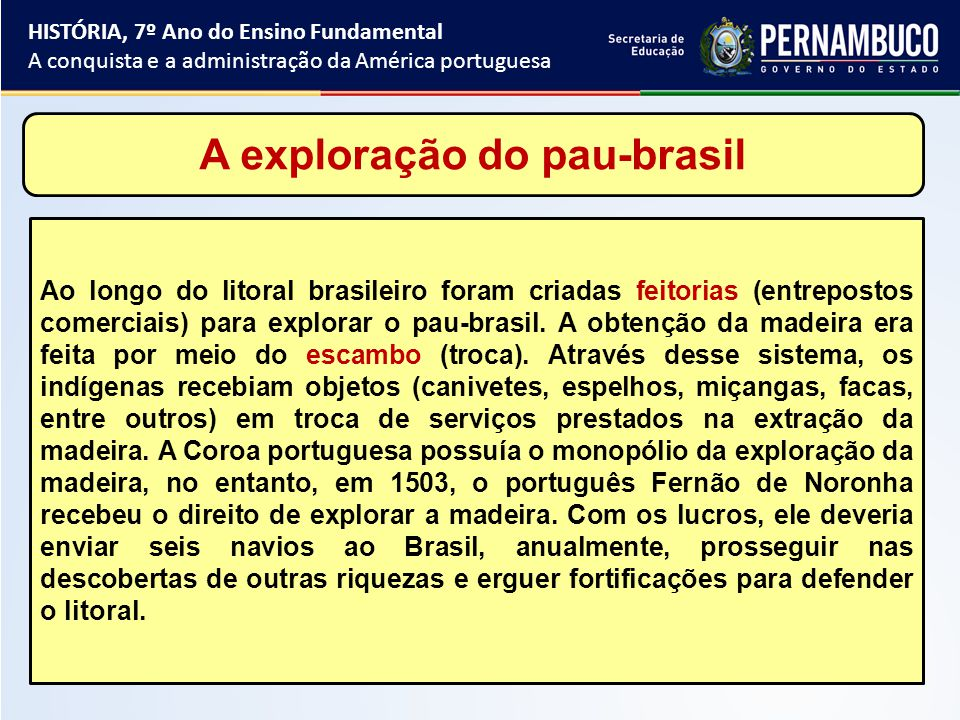 HISTÓRIA, 7º Ano do Ensino Fundamental
A conquista e a administração da América portuguesa
Secretaria de
Educação
PERNAMBUCO
GOVERNO DO ESTADO
A exploração do pau-brasil
Ao longo do litoral brasileiro foram criadas feitorias (entrepostos
comerciais) para explorar o pau-brasil. A obtenção da madeira era
feita por meio do escambo (troca). Através desse sistema, os
indígenas recebiam objetos (canivetes, espelhos, miçangas, facas,
entre outros) em troca de serviços prestados na extração da
madeira. A Coroa portuguesa possuía o monopólio da exploração da
madeira, no entanto, em 1503, o português Fernão de Noronha
recebeu o direito de explorar a madeira. Com os lucros, ele deveria
enviar seis navios ao Brasil, anualmente, prosseguir nas
descobertas de outras riquezas e erguer fortificações para defender
o litoral.